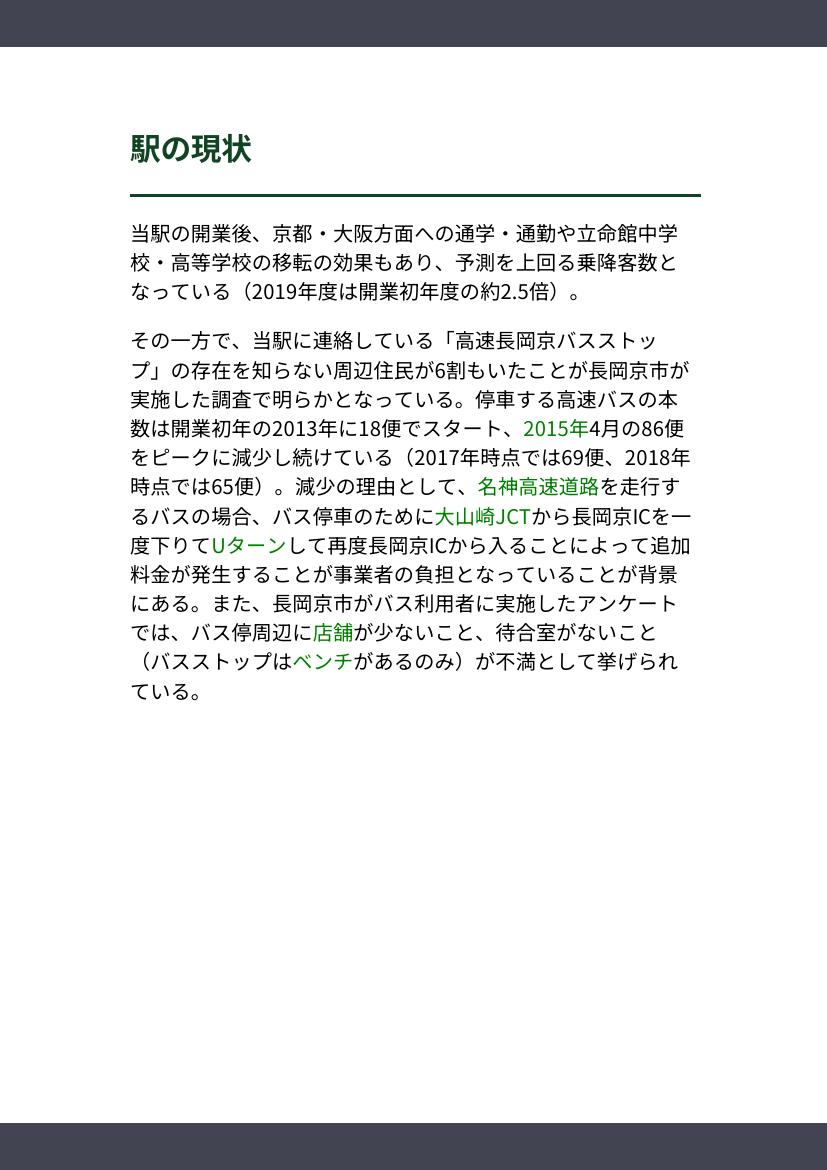 駅の現状
当駅の開業後、京都・大阪方面への通学・通勤や立命館中学
校・高等学校の移転の効果もあり、予測を上回る乗降客数と
なっている（2019年度は開業初年度の約2.5倍）。
その一方で、当駅に連絡している「高速長岡京バスストッ
プ」の存在を知らない周辺住民が6割もいたことが長岡京市が
実施した調査で明らかとなっている。停車する高速バスの本
数は開業初年の2013年に18便でスタート、2015年4月の86便
をピークに減少し続けている（2017年時点では69便、2018年
時点では65便）。減少の理由として、名神高速道路を走行す
るバスの場合、バス停車のために大山崎JCTから長岡京ICを一
度下りてUターンして再度長岡京ICから入ることによって追加
料金が発生することが事業者の負担となっていることが背景
にある。また、長岡京市がバス利用者に実施したアンケート
では、バス停周辺に店舗が少ないこと、待合室がないこと
（バスストップはベンチがあるのみ）が不満として挙げられ
ている。